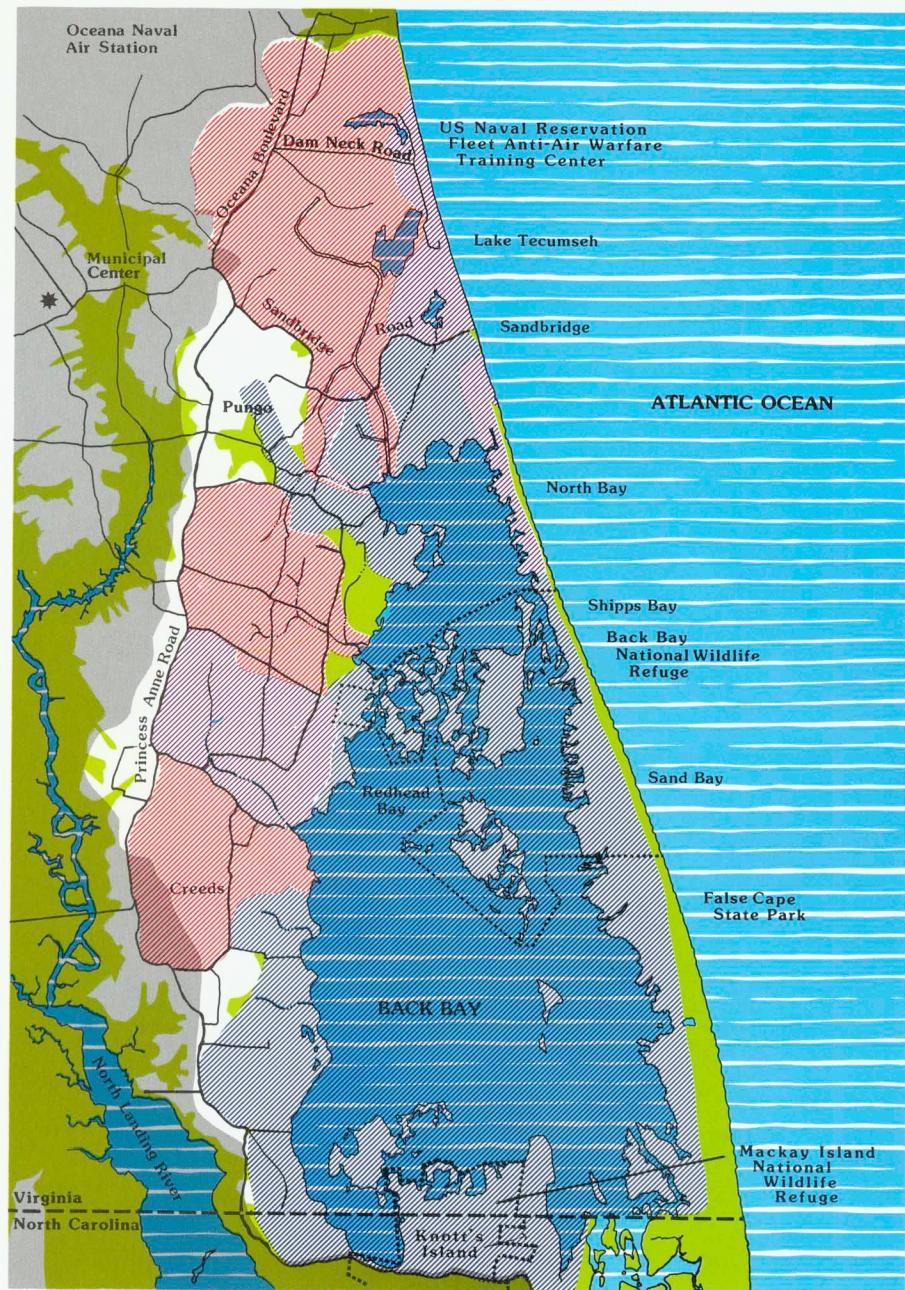 Oceana Naval
Air Station
Oceana Boulevard
Dam Neck Road
US Naval Reservation
Fleet Anti-Air Warfare
Training Center
Lake Tecumseh
Municipal
Center
Sandbridge
Road
Sandbridge
Pungo
ATLANTIC OCEAN
North Bay
Shipps Bay
Back Bay
National Wildlife
Refuge
Princess Anne Road
Sand Bay
Redhead
Bay
Creeds
False Cape
State Park
BACK BAY
North Landing River
Mackay Island
National
Wildlife
Refuge
Virginia
North Carolina
Knott's
Island